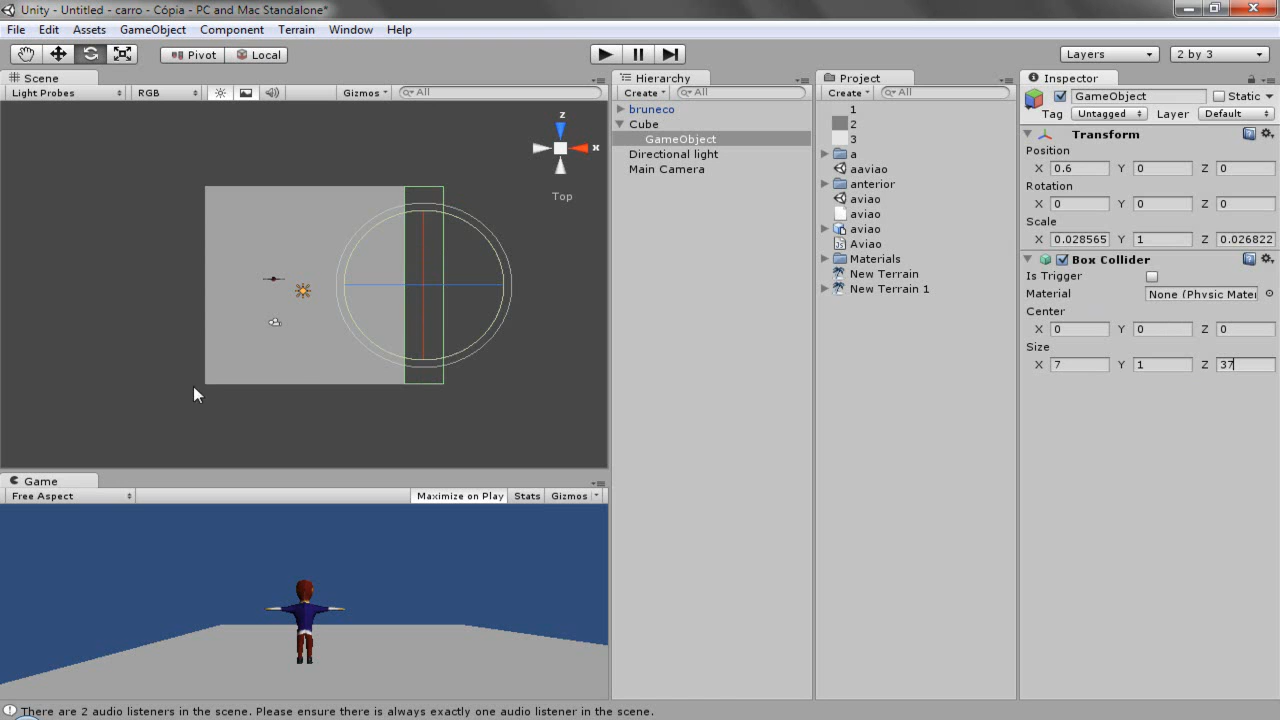 Unity - Untitled - carro - Cópia - PC and Mac Standalone*
File Edit Assets GameObject Component Terrain Window Help
Pivot Local Layers 2 by 3
Scene
Light Probes RGB Gizmos All
z
x
Top
Game
Free Aspect Maximize on Play Stats Gizmos
Hierarchy
Create All
bruneco
Cube
GameObject
Directional light
Main Camera
Project
Create All
1
2
3
a
aaviao
anterior
aviao
aviao
aviao
Aviao
Materials
New Terrain
New Terrain 1
Inspector
GameObject Static
Tag Untagged Layer Default
Transform
Position
X 0.6 Y 0 Z 0
Rotation
X 0 Y 0 Z 0
Scale
X 0.028565 Y 1 Z 0.026822
Box Collider
Is Trigger
Material None (Physic Mater
Center
X 0 Y 0 Z 0
Size
X 7 Y 1 Z 37
There are 2 audio listeners in the scene. Please ensure there is always exactly one audio listener in the scene.